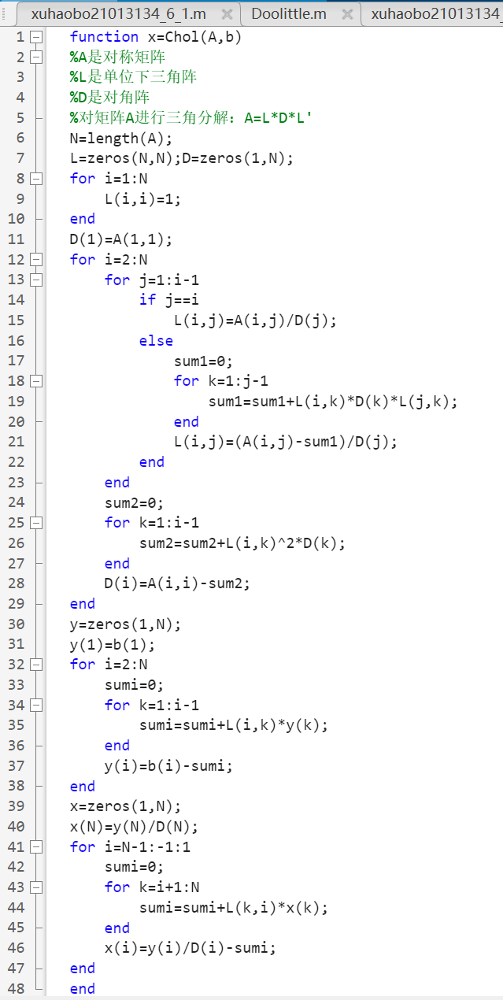 xuhaobo21013134_6_1.m Doolittle.m xuhaobo21013134_
1 function x=Chol(A,b)
2 %A是对称矩阵
3 %L是单位下三角阵
4 %D是对角阵
5 %对矩阵A进行三角分解：A=L*D*L'
6 N=length(A);
7 L=zeros(N,N);D=zeros(1,N);
8 for i=1:N
9 L(i,i)=1;
10 end
11 D(1)=A(1,1);
12 for i=2:N
13 for j=1:i-1
14 if j==i
15 L(i,j)=A(i,j)/D(j);
16 else
17 sum1=0;
18 for k=1:j-1
19 sum1=sum1+L(i,k)*D(k)*L(j,k);
20 end
21 L(i,j)=(A(i,j)-sum1)/D(j);
22 end
23 end
24 sum2=0;
25 for k=1:i-1
26 sum2=sum2+L(i,k)^2*D(k);
27 end
28 D(i)=A(i,i)-sum2;
29 end
30 y=zeros(1,N);
31 y(1)=b(1);
32 for i=2:N
33 sumi=0;
34 for k=1:i-1
35 sumi=sumi+L(i,k)*y(k);
36 end
37 y(i)=b(i)-sumi;
38 end
39 x=zeros(1,N);
40 x(N)=y(N)/D(N);
41 for i=N-1:-1:1
42 sumi=0;
43 for k=i+1:N
44 sumi=sumi+L(k,i)*x(k);
45 end
46 x(i)=y(i)/D(i)-sumi;
47 end
48 end